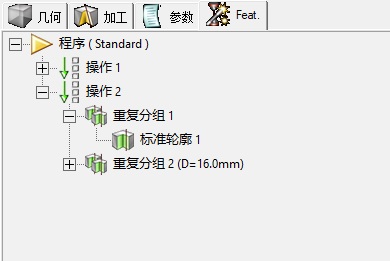 几何 加工 参数 Feat.
程序 ( Standard )
操作 1
操作 2
重复分组 1
标准轮廓 1
重复分组 2 (D=16.0mm)